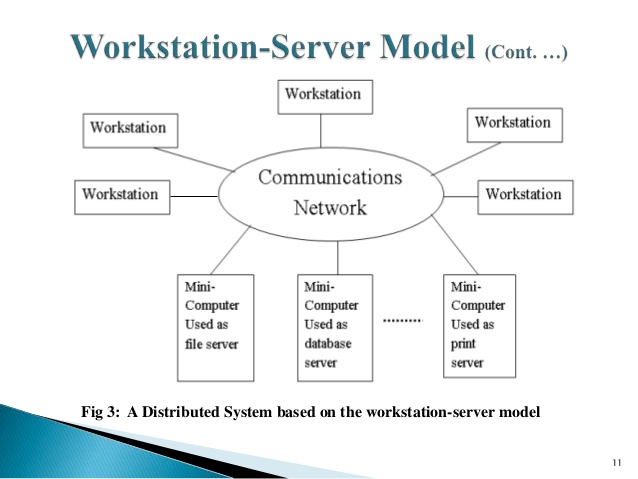 Workstation-Server Model (Cont. …)
Workstation
Workstation
Workstation
Workstation
Workstation
Communications
Network
Mini-
Computer
Used as
file server
Mini-
Computer
Used as
database
server
.........
Mini-
Computer
Used as
print
server
Fig 3: A Distributed System based on the workstation-server model
11